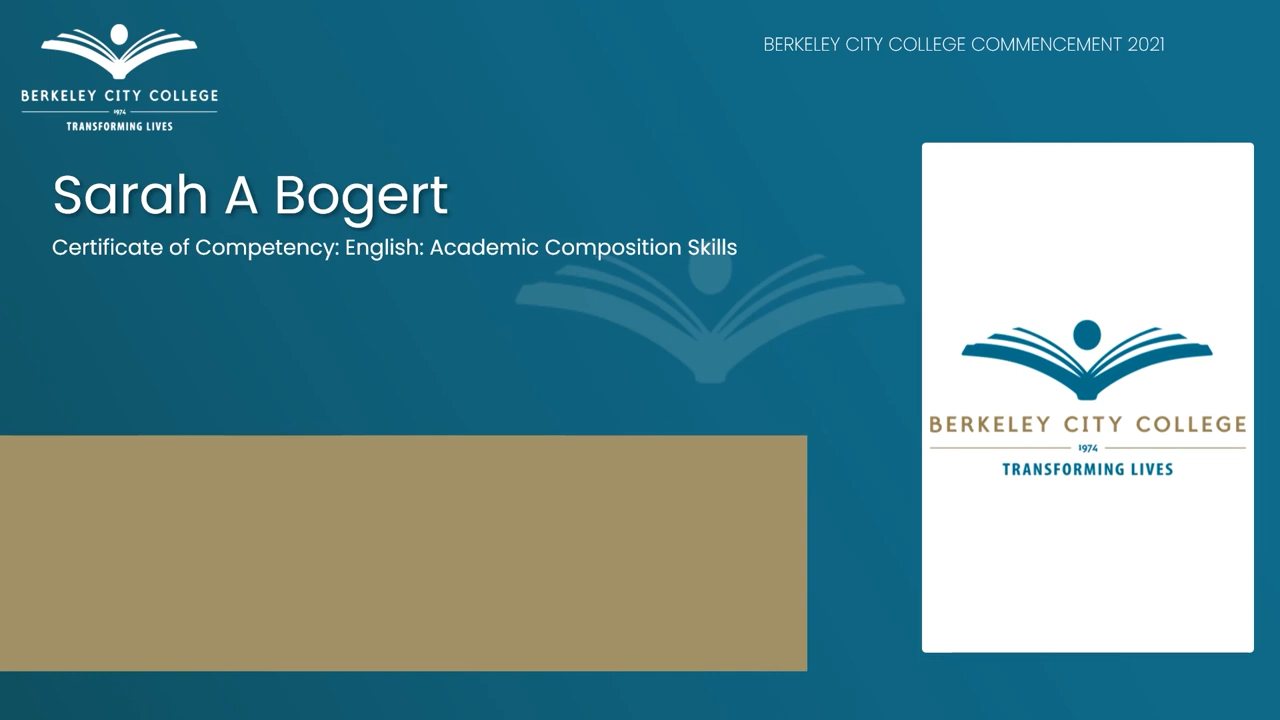 BERKELEY CITY COLLEGE
1974
TRANSFORMING LIVES
BERKELEY CITY COLLEGE COMMENCEMENT 2021
Sarah A Bogert
Certificate of Competency: English: Academic Composition Skills
BERKELEY CITY COLLEGE
1974
TRANSFORMING LIVES